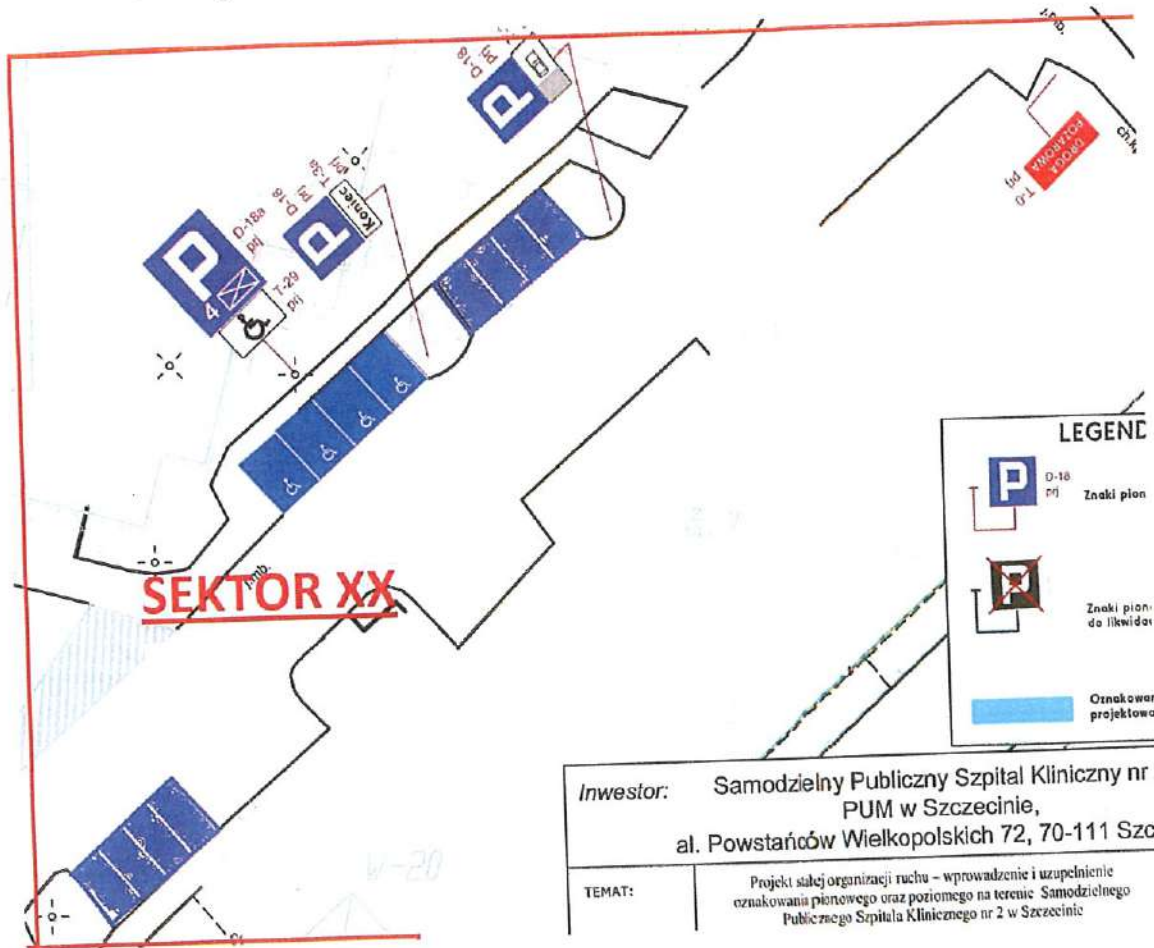 D-18
prj
P
T-3a
prj
D-18
prj
P
Koniec
D-18a
prj
P
4
T-29
prj
DROGA
POŻAROWA
T-0
prj
SEKTOR XX
W-20
LEGEND
P
D-18
prj
Znaki pion
P
Znaki pion
do likwida
Oznakowan
projektowa
Inwestor: Samodzielny Publiczny Szpital Kliniczny nr
PUM w Szczecinie,
al. Powstańców Wielkopolskich 72, 70-111 Szc
TEMAT: Projekt stałej organizacji ruchu – wprowadzenie i uzupełnienie
oznakowania pionowego oraz poziomego na terenie Samodzielnego
Publicznego Szpitala Klinicznego nr 2 w Szczecinie